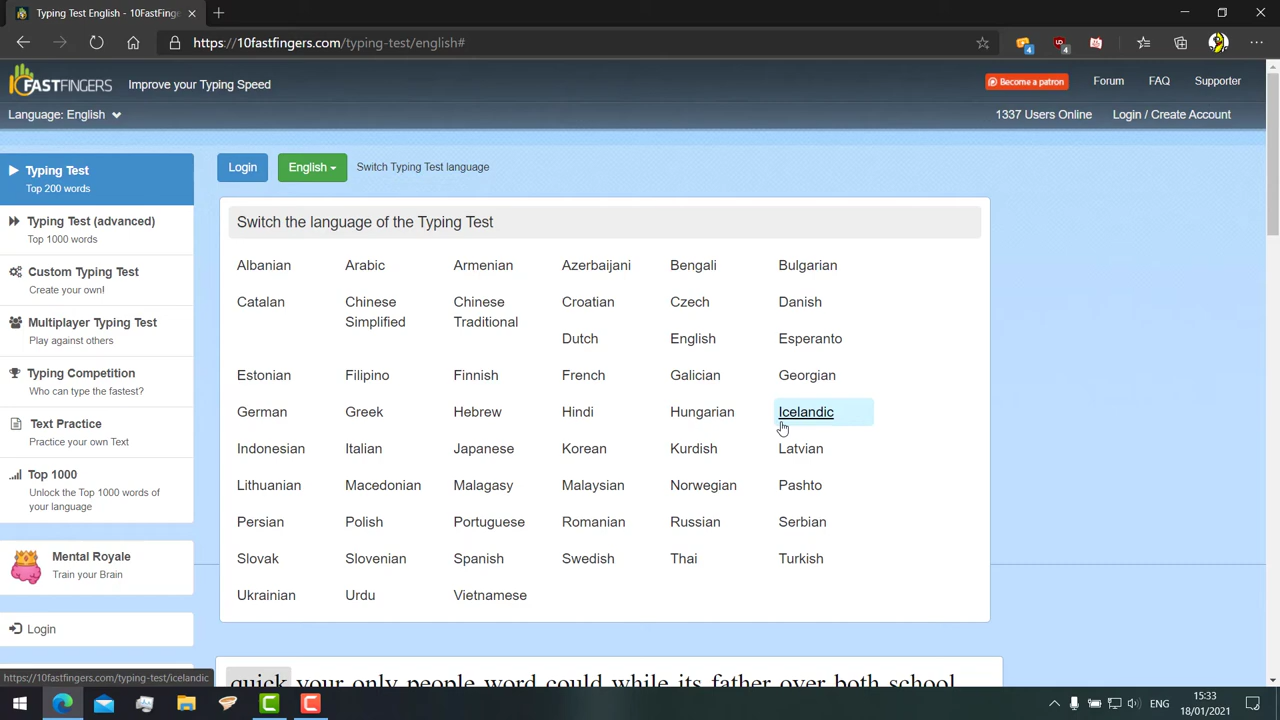 Typing Test English - 10FastFingers
https://10fastfingers.com/typing-test/english#
4
4
10FASTFINGERS Improve your Typing Speed
Become a patron Forum FAQ Supporter
Language: English
1337 Users Online Login / Create Account
Typing Test
Top 200 words
Typing Test (advanced)
Top 1000 words
Custom Typing Test
Create your own!
Multiplayer Typing Test
Play against others
Typing Competition
Who can type the fastest?
Text Practice
Practice your own Text
Top 1000
Unlock the Top 1000 words of
your language
Mental Royale
Train your Brain
Login
Login English Switch Typing Test language
Switch the language of the Typing Test
Albanian Arabic Armenian Azerbaijani Bengali Bulgarian
Catalan Chinese Simplified Chinese Traditional Croatian Czech Danish
Dutch English Esperanto
Estonian Filipino Finnish French Galician Georgian
German Greek Hebrew Hindi Hungarian Icelandic
Indonesian Italian Japanese Korean Kurdish Latvian
Lithuanian Macedonian Malagasy Malaysian Norwegian Pashto
Persian Polish Portuguese Romanian Russian Serbian
Slovak Slovenian Spanish Swedish Thai Turkish
Ukrainian Urdu Vietnamese
quick your only people word could while its father over both school
https://10fastfingers.com/typing-test/icelandic
ENG
15:33
18/01/2021